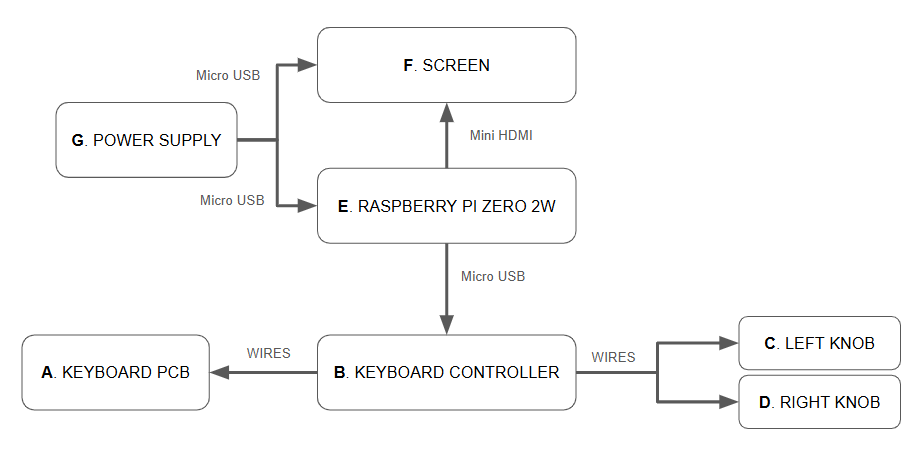 F. SCREEN
Micro USB
G. POWER SUPPLY
Mini HDMI
Micro USB
E. RASPBERRY PI ZERO 2W
Micro USB
A. KEYBOARD PCB
WIRES
B. KEYBOARD CONTROLLER
WIRES
C. LEFT KNOB
D. RIGHT KNOB